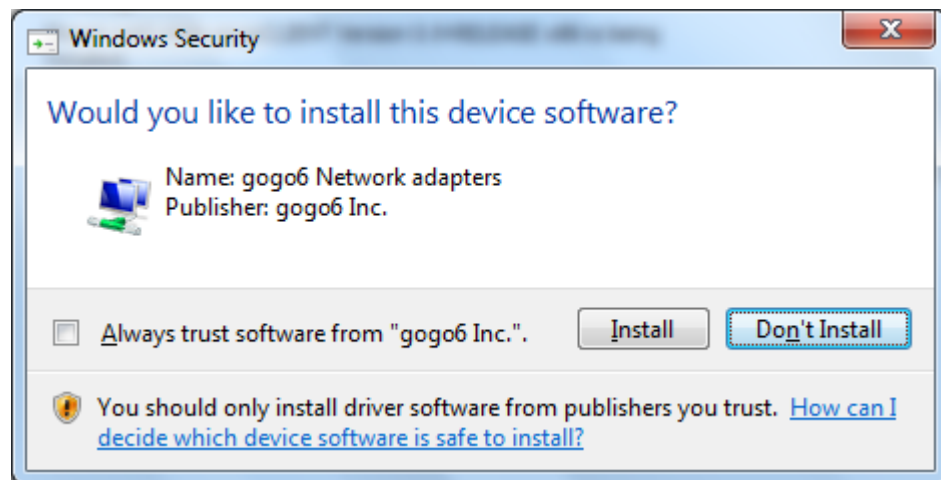 Windows Security
Would you like to install this device software?
Name: gogo6 Network adapters
Publisher: gogo6 Inc.
Always trust software from "gogo6 Inc.".
Install
Don't Install
You should only install driver software from publishers you trust. How can I
decide which device software is safe to install?